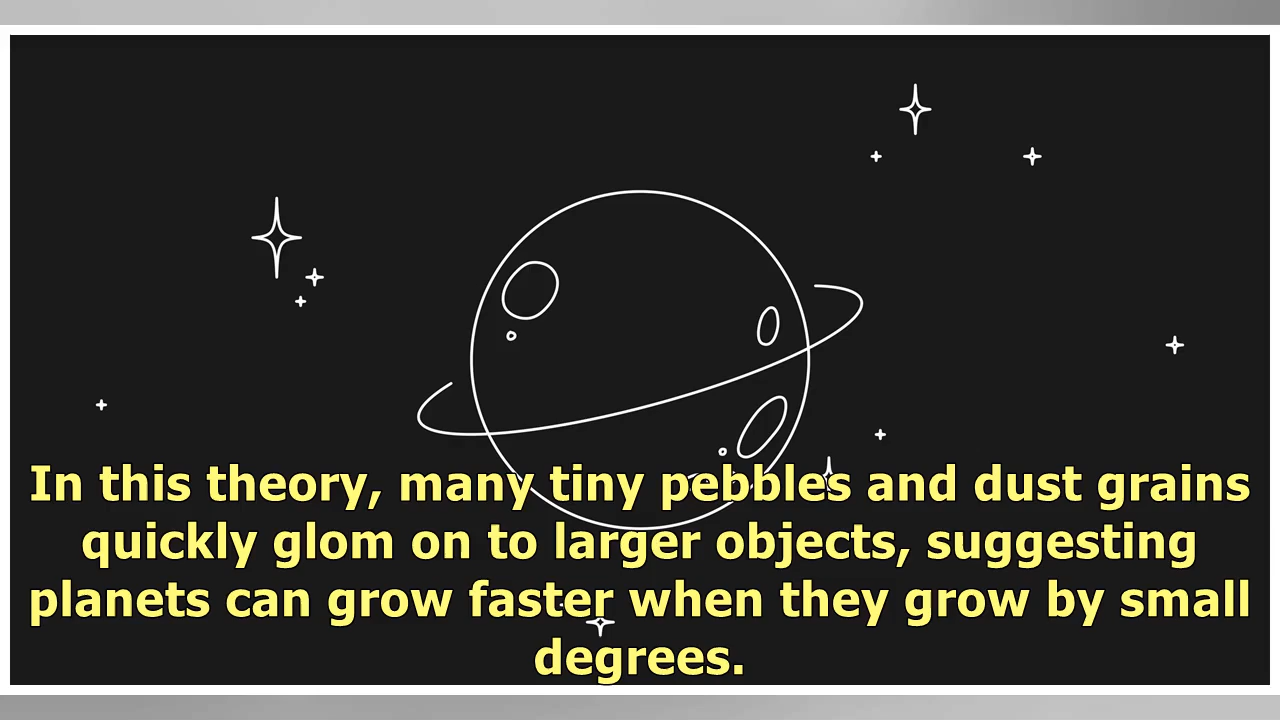 In this theory, many tiny pebbles and dust grains
quickly glom on to larger objects, suggesting
planets can grow faster when they grow by small
degrees.